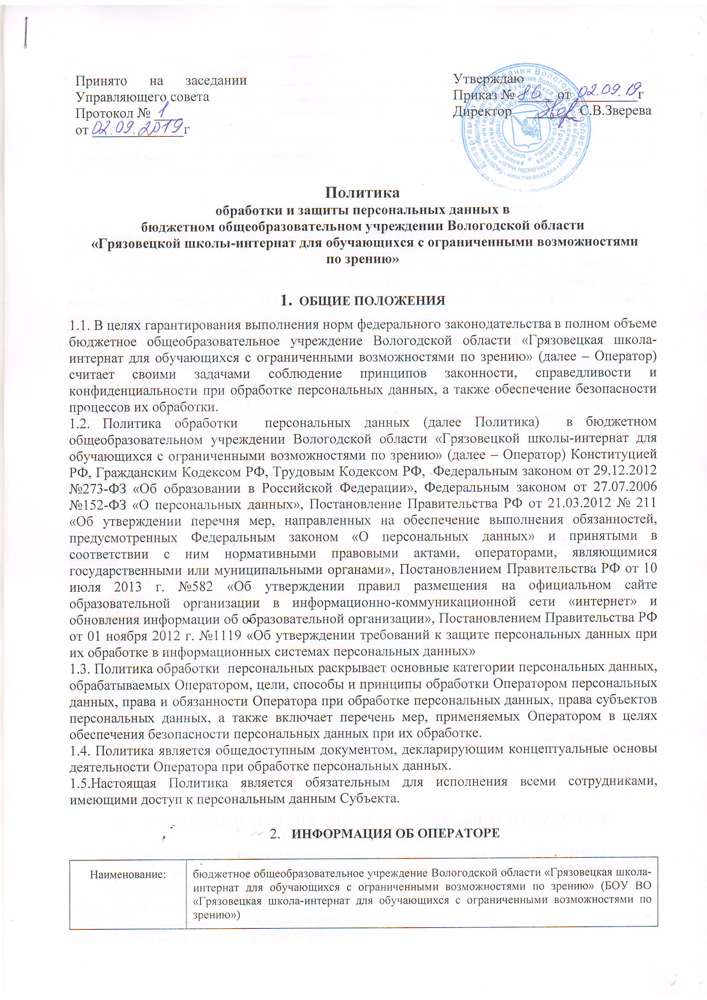 Принято на заседании
Управляющего совета
Протокол № 1
от 02.09.2019 г
Утверждаю
Приказ № 86 от 02.09.19 г
Директор С.В.Зверева
Политика
обработки и защиты персональных данных в
бюджетном общеобразовательном учреждении Вологодской области
«Грязовецкой школы-интернат для обучающихся с ограниченными возможностями
по зрению»
1. ОБЩИЕ ПОЛОЖЕНИЯ
1.1. В целях гарантирования выполнения норм федерального законодательства в полном объеме
бюджетное общеобразовательное учреждение Вологодской области «Грязовецкая школа-
интернат для обучающихся с ограниченными возможностями по зрению» (далее – Оператор)
считает своими задачами соблюдение принципов законности, справедливости и
конфиденциальности при обработке персональных данных, а также обеспечение безопасности
процессов их обработки.
1.2. Политика обработки персональных данных (далее Политика) в бюджетном
общеобразовательном учреждении Вологодской области «Грязовецкой школы-интернат для
обучающихся с ограниченными возможностями по зрению» (далее – Оператор) Конституцией
РФ, Гражданским Кодексом РФ, Трудовым Кодексом РФ, Федеральным законом от 29.12.2012
№273-ФЗ «Об образовании в Российской Федерации», Федеральным законом от 27.07.2006
№152-ФЗ «О персональных данных», Постановление Правительства РФ от 21.03.2012 № 211
«Об утверждении перечня мер, направленных на обеспечение выполнения обязанностей,
предусмотренных Федеральным законом «О персональных данных» и принятыми в
соответствии с ним нормативными правовыми актами, операторами, являющимися
государственными или муниципальными органами», Постановлением Правительства РФ от 10
июля 2013 г. №582 «Об утверждении правил размещения на официальном сайте
образовательной организации в информационно-коммуникационной сети «интернет» и
обновления информации об образовательной организации», Постановлением Правительства РФ
от 01 ноября 2012 г. №1119 «Об утверждении требований к защите персональных данных при
их обработке в информационных системах персональных данных»
1.3. Политика обработки персональных раскрывает основные категории персональных данных,
обрабатываемых Оператором, цели, способы и принципы обработки Оператором персональных
данных, права и обязанности Оператора при обработке персональных данных, права субъектов
персональных данных, а также включает перечень мер, применяемых Оператором в целях
обеспечения безопасности персональных данных при их обработке.
1.4. Политика является общедоступным документом, декларирующим концептуальные основы
деятельности Оператора при обработке персональных данных.
1.5.Настоящая Политика является обязательным для исполнения всеми сотрудниками,
имеющими доступ к персональным данным Субъекта.
2. ИНФОРМАЦИЯ ОБ ОПЕРАТОРЕ
Наименование:
бюджетное общеобразовательное учреждение Вологодской области «Грязовецкая школа-
интернат для обучающихся с ограниченными возможностями по зрению» (БОУ ВО
«Грязовецкая школа-интернат для обучающихся с ограниченными возможностями по
зрению»)